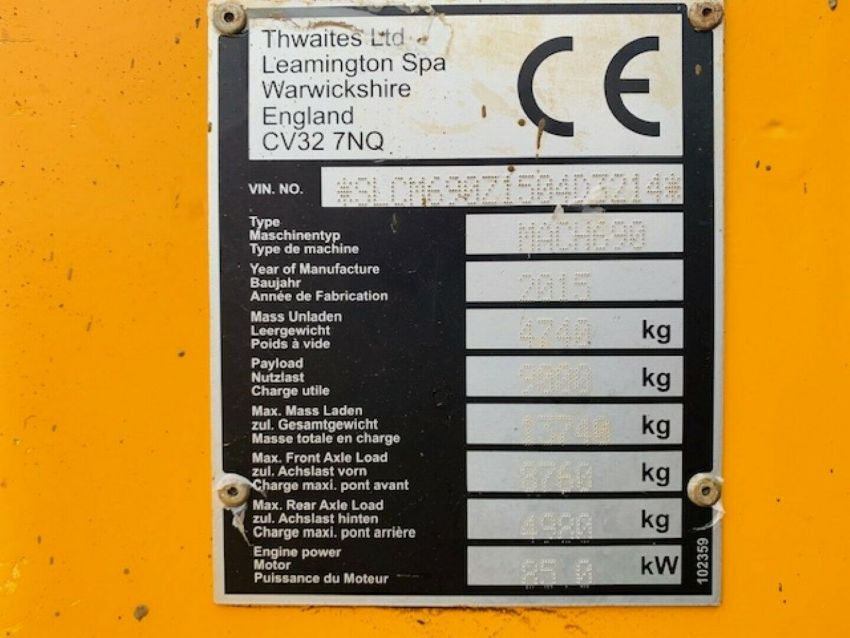 Thwaites Ltd
Leamington Spa
Warwickshire
England
CV32 7NQ
CE
VIN. NO. *SLCM690Z1504D2214*
Type
Maschinentyp
Type de machine
MACH690
Year of Manufacture
Baujahr
Année de Fabrication
2015
Mass Unladen
Leergewicht
Poids à vide
4740 kg
Payload
Nutzlast
Charge utile
9000 kg
Max. Mass Laden
zul. Gesamtgewicht
Masse totale en charge
13740 kg
Max. Front Axle Load
zul. Achslast vorn
Charge maxi. pont avant
8760 kg
Max. Rear Axle Load
zul. Achslast hinten
Charge maxi. pont arrière
4980 kg
Engine power
Motor
Puissance du Moteur
85.0 kW
102359